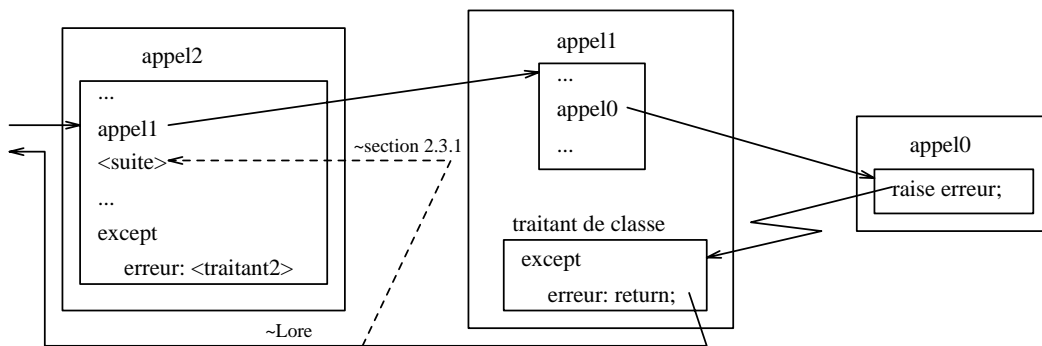 appel2
...
appel1
<suite>
...
except
erreur: <traitant2>
~section 2.3.1
~Lore
appel1
...
appel0
...
traitant de classe
except
erreur: return;
appel0
raise erreur;